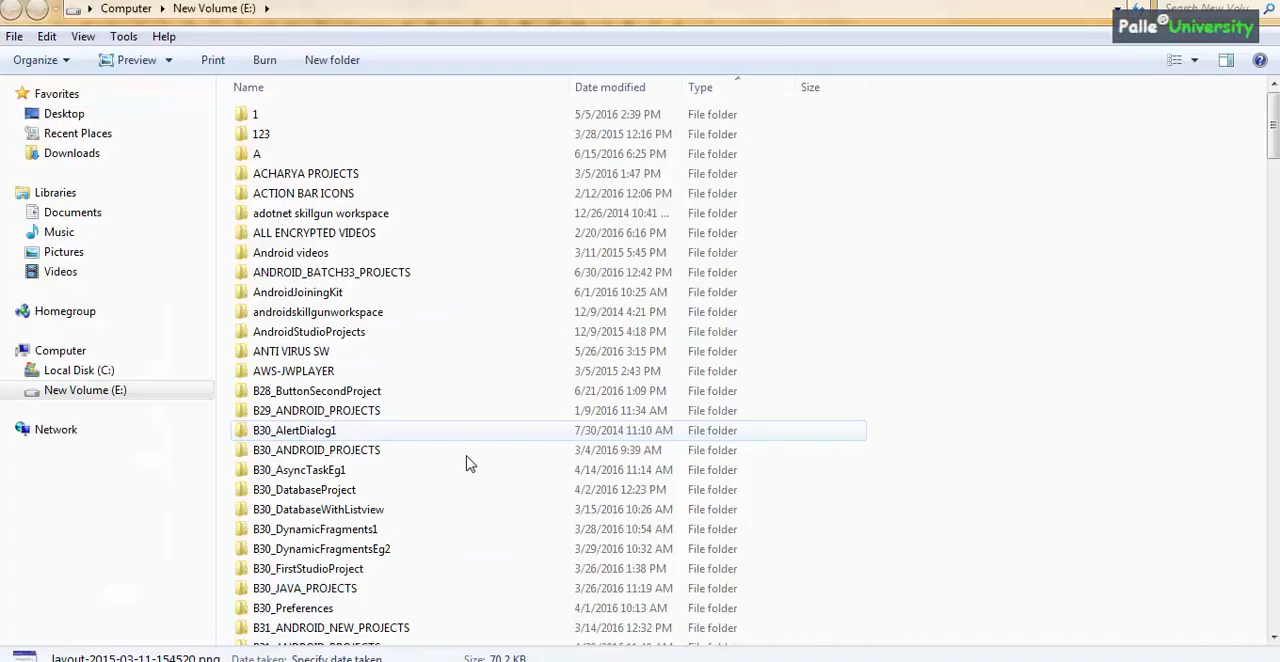 Computer ▸ New Volume (E:) ▸
Search New Volu
Palle®University
File Edit View Tools Help
Organize Preview Print Burn New folder
Name Date modified Type Size
Favorites
Desktop
Recent Places
Downloads
Libraries
Documents
Music
Pictures
Videos
Homegroup
Computer
Local Disk (C:)
New Volume (E:)
Network
1 5/5/2016 2:39 PM File folder
123 3/28/2015 12:16 PM File folder
A 6/15/2016 6:25 PM File folder
ACHARYA PROJECTS 3/5/2016 1:47 PM File folder
ACTION BAR ICONS 2/12/2016 12:06 PM File folder
adotnet skillgun workspace 12/26/2014 10:41 ... File folder
ALL ENCRYPTED VIDEOS 2/20/2016 6:16 PM File folder
Android videos 3/11/2015 5:45 PM File folder
ANDROID_BATCH33_PROJECTS 6/30/2016 12:42 PM File folder
AndroidJoiningKit 6/1/2016 10:25 AM File folder
androidskillgunworkspace 12/9/2014 4:21 PM File folder
AndroidStudioProjects 12/9/2015 4:18 PM File folder
ANTI VIRUS SW 5/26/2016 3:15 PM File folder
AWS-JWPLAYER 3/5/2015 2:43 PM File folder
B28_ButtonSecondProject 6/21/2016 1:09 PM File folder
B29_ANDROID_PROJECTS 1/9/2016 11:34 AM File folder
B30_AlertDialog1 7/30/2014 11:10 AM File folder
B30_ANDROID_PROJECTS 3/4/2016 9:39 AM File folder
B30_AsyncTaskEg1 4/14/2016 11:14 AM File folder
B30_DatabaseProject 4/2/2016 12:23 PM File folder
B30_DatabaseWithListview 3/15/2016 10:26 AM File folder
B30_DynamicFragments1 3/28/2016 10:54 AM File folder
B30_DynamicFragmentsEg2 3/29/2016 10:32 AM File folder
B30_FirstStudioProject 3/26/2016 1:38 PM File folder
B30_JAVA_PROJECTS 3/26/2016 11:19 AM File folder
B30_Preferences 4/1/2016 10:13 AM File folder
B31_ANDROID_NEW_PROJECTS 3/14/2016 12:32 PM File folder
layout-2015-03-11-154520.png Date taken: Specify date taken Size: 70.2 KB